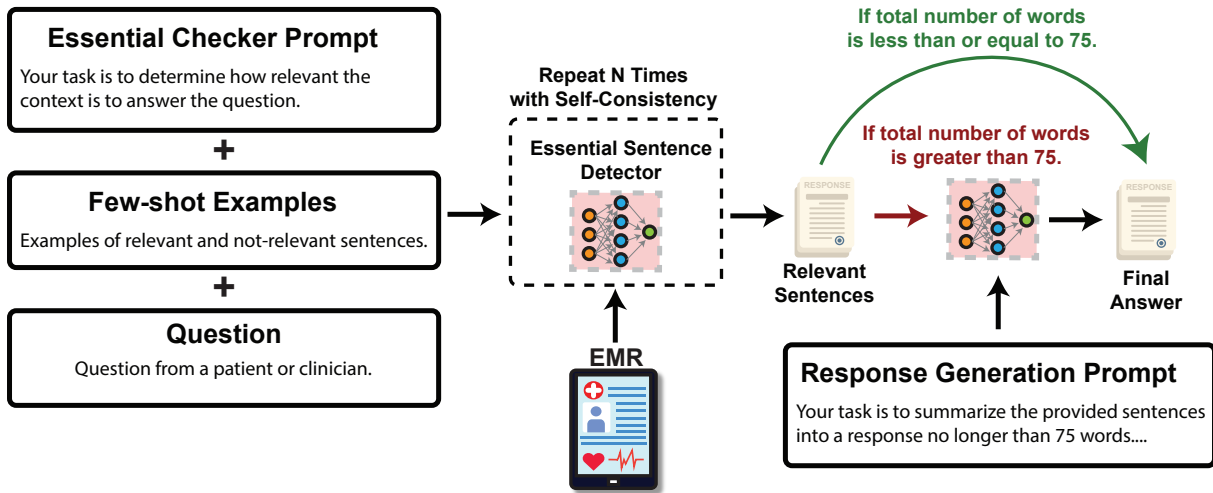 Essential Checker Prompt
Your task is to determine how relevant the
context is to answer the question.
+
Few-shot Examples
Examples of relevant and not-relevant sentences.
+
Question
Question from a patient or clinician.
Repeat N Times
with Self-Consistency
Essential Sentence
Detector
EMR
If total number of words
is less than or equal to 75.
If total number of words
is greater than 75.
RESPONSE
Relevant
Sentences
RESPONSE
Final
Answer
Response Generation Prompt
Your task is to summarize the provided sentences
into a response no longer than 75 words....